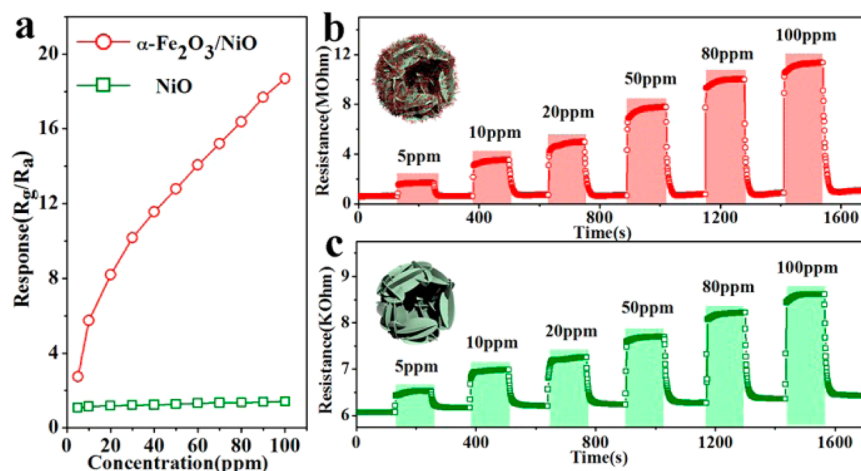 a
α-Fe2O3/NiO
NiO
Response(Rg/Ra)
20
18
16
12
8
4
0
0 20 40 60 80 100
Concentration(ppm)
b
Resistance(MOhm)
12
8
4
0
5ppm
10ppm
20ppm
50ppm
80ppm
100ppm
0 400 800 1200 1600
Time(s)
c
Resistance(KOhm)
9
8
7
6
5ppm
10ppm
20ppm
50ppm
80ppm
100ppm
0 400 800 1200 1600
Time(s)